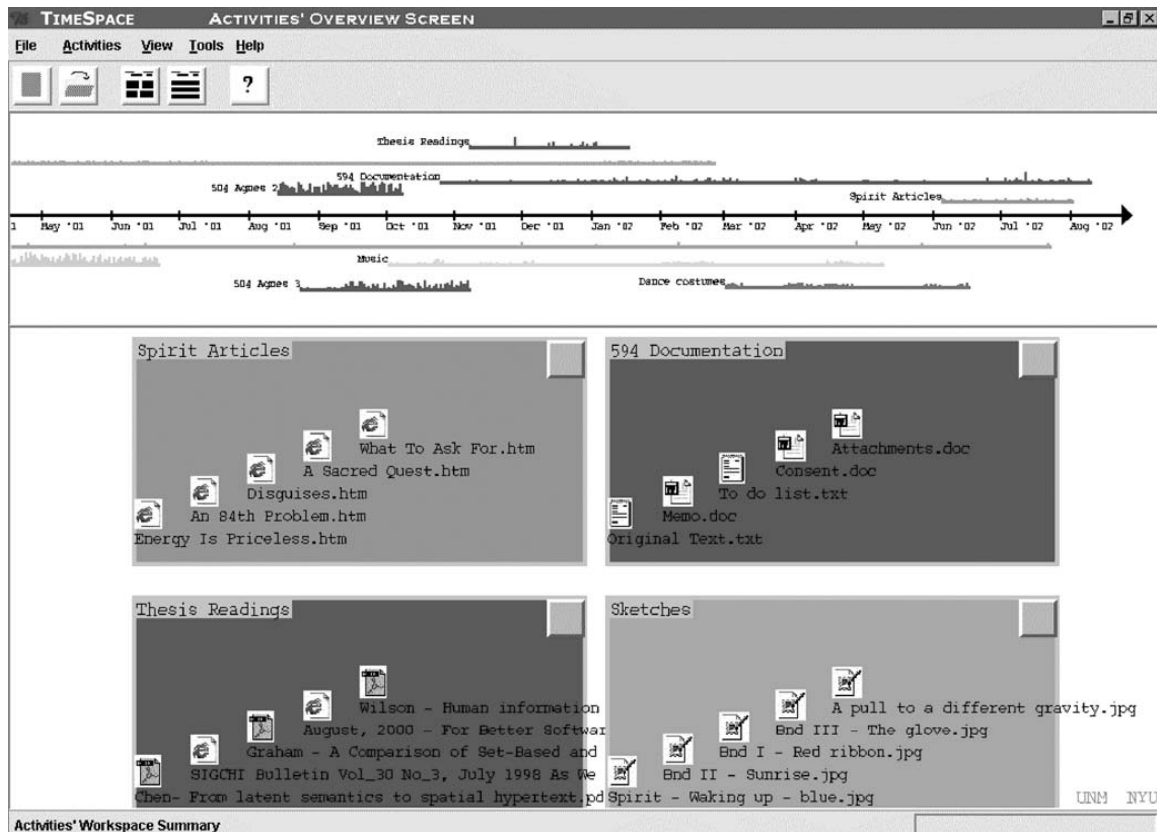 TIMESPACE ACTIVITIES' OVERVIEW SCREEN
File Activities View Tools Help
?
Thesis Readings
594 Documentation
504 Agnes 2
Spirit Articles
1 May '01 Jun '01 Jul '01 Aug '01 Sep '01 Oct '01 Nov '01 Dec '01 Jan '02 Feb '02 Mar '02 Apr '02 May '02 Jun '02 Jul '02 Aug '02
Music
504 Agnes 3
Dance costumes
Spirit Articles
What To Ask For.htm
A Sacred Quest.htm
Disguises.htm
An 84th Problem.htm
Energy Is Priceless.htm
594 Documentation
Attachments.doc
Consent.doc
To do list.txt
Memo.doc
Original Text.txt
Thesis Readings
Wilson - Human information
August, 2000 - For Better Softwar
Graham - A Comparison of Set-Based and
SIGCHI Bulletin Vol_30 No_3, July 1998 As We
Chen- From latent semantics to spatial hypertext.pd
Sketches
A pull to a different gravity.jpg
Bnd III - The glove.jpg
Bnd I - Red ribbon.jpg
Bnd II - Sunrise.jpg
Spirit - Waking up - blue.jpg
UNM NYU
Activities' Workspace Summary